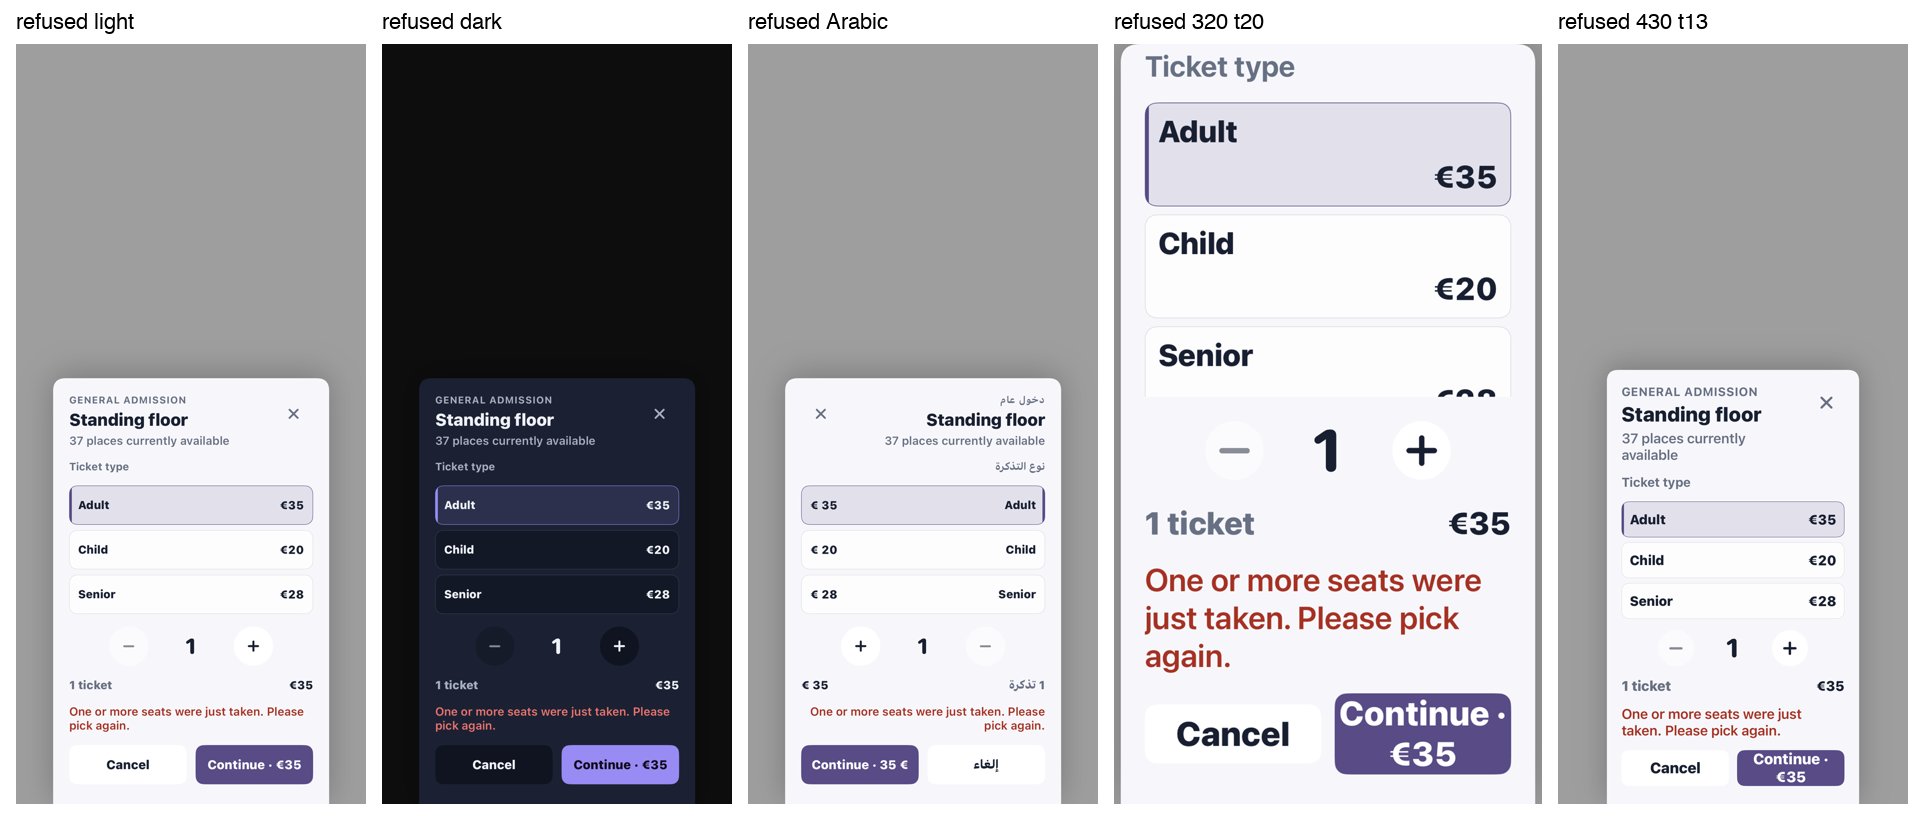 refused light
GENERAL ADMISSION
Standing floor
37 places currently available
Ticket type
Adult €35
Child €20
Senior €28
− 1 +
1 ticket €35
One or more seats were just taken. Please
pick again.
Cancel Continue · €35
refused dark
GENERAL ADMISSION
Standing floor
37 places currently available
Ticket type
Adult €35
Child €20
Senior €28
− 1 +
1 ticket €35
One or more seats were just taken. Please
pick again.
Cancel Continue · €35
refused Arabic
دخول عام
Standing floor
37 places currently available
نوع التذكرة
Adult € 35
Child € 20
Senior € 28
+ 1 −
1 تذكرة € 35
One or more seats were just taken. Please
pick again.
إلغاء Continue · 35 €
refused 320 t20
Ticket type
Adult
€35
Child
€20
Senior
− 1 +
1 ticket €35
One or more seats were
just taken. Please pick
again.
Cancel Continue ·
€35
refused 430 t13
GENERAL ADMISSION
Standing floor
37 places currently
available
Ticket type
Adult €35
Child €20
Senior €28
− 1 +
1 ticket €35
One or more seats were just
taken. Please pick again.
Cancel Continue ·
€35